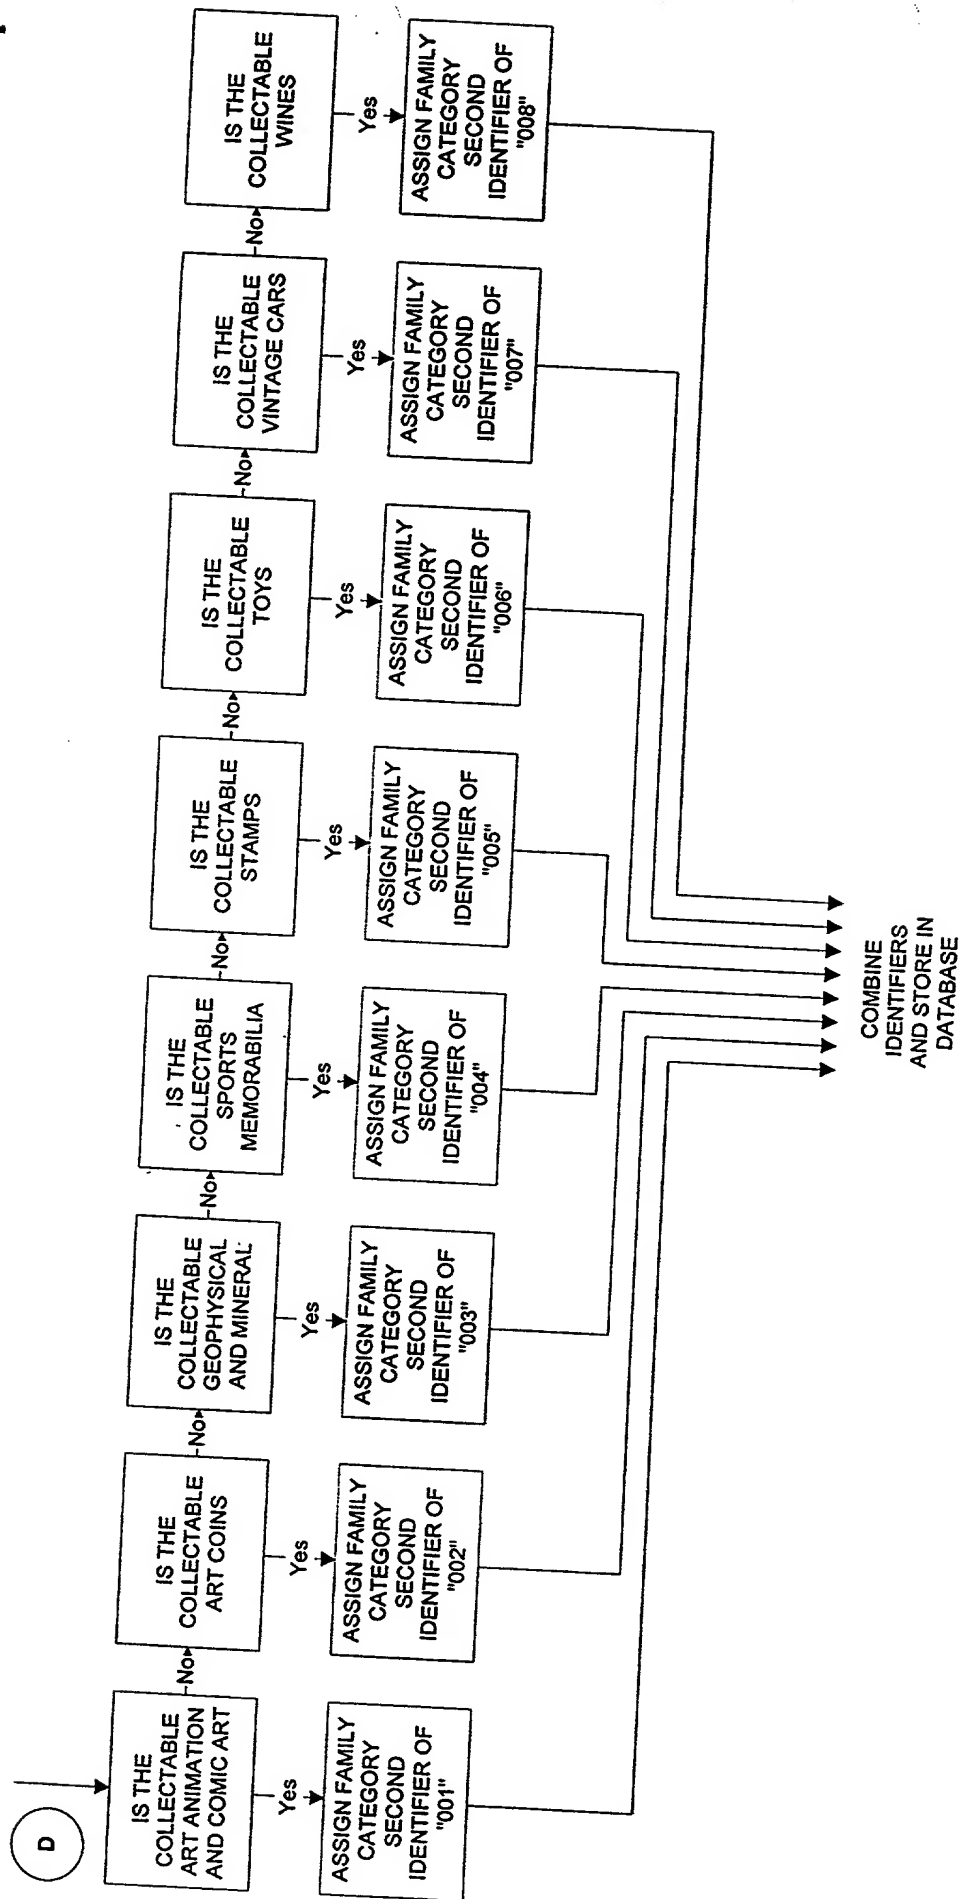 D
IS THE
COLLECTABLE
ART ANIMATION
AND COMIC ART
No
IS THE
COLLECTABLE
ART COINS
No
IS THE
COLLECTABLE
GEOPHYSICAL
AND MINERAL
No
IS THE
COLLECTABLE
SPORTS
MEMORABILIA
No
IS THE
COLLECTABLE
STAMPS
No
IS THE
COLLECTABLE
TOYS
No
IS THE
COLLECTABLE
VINTAGE CARS
No
IS THE
COLLECTABLE
WINES
Yes
Yes
Yes
Yes
Yes
Yes
Yes
Yes
ASSIGN FAMILY
CATEGORY
SECOND
IDENTIFIER OF
"001"
ASSIGN FAMILY
CATEGORY
SECOND
IDENTIFIER OF
"002"
ASSIGN FAMILY
CATEGORY
SECOND
IDENTIFIER OF
"003"
ASSIGN FAMILY
CATEGORY
SECOND
IDENTIFIER OF
"004"
ASSIGN FAMILY
CATEGORY
SECOND
IDENTIFIER OF
"005"
ASSIGN FAMILY
CATEGORY
SECOND
IDENTIFIER OF
"006"
ASSIGN FAMILY
CATEGORY
SECOND
IDENTIFIER OF
"007"
ASSIGN FAMILY
CATEGORY
SECOND
IDENTIFIER OF
"008"
COMBINE
IDENTIFIERS
AND STORE IN
DATABASE